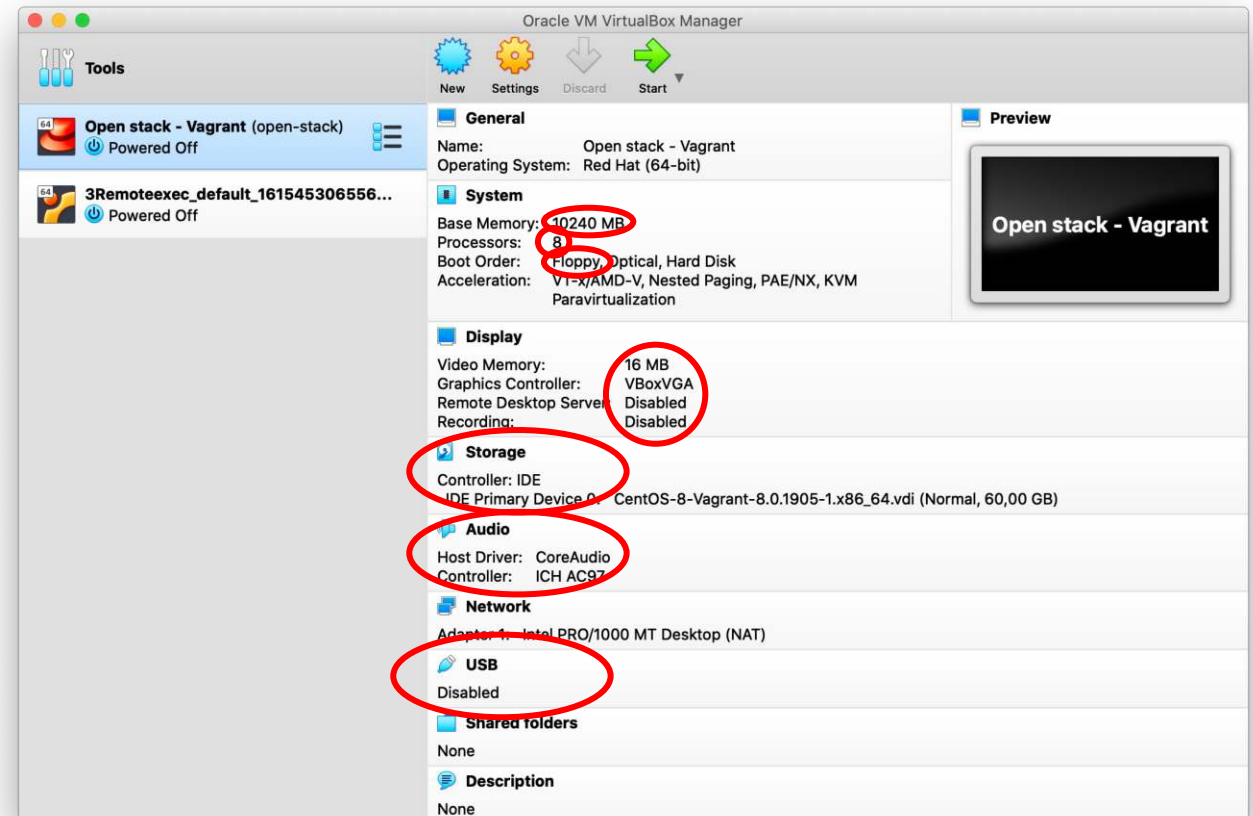 Oracle VM VirtualBox Manager
Tools
New Settings Discard Start
64
Open stack - Vagrant (open-stack)
Powered Off
64
3Remoteexec_default_161545306556...
Powered Off
General
Name: Open stack - Vagrant
Operating System: Red Hat (64-bit)
Preview
Open stack - Vagrant
System
Base Memory: 10240 MB
Processors: 8
Boot Order: Floppy, Optical, Hard Disk
Acceleration: VT-x/AMD-V, Nested Paging, PAE/NX, KVM
Paravirtualization
Display
Video Memory: 16 MB
Graphics Controller: VBoxVGA
Remote Desktop Server: Disabled
Recording: Disabled
Storage
Controller: IDE
IDE Primary Device 0: CentOS-8-Vagrant-8.0.1905-1.x86_64.vdi (Normal, 60,00 GB)
Audio
Host Driver: CoreAudio
Controller: ICH AC97
Network
Adapter 1: Intel PRO/1000 MT Desktop (NAT)
USB
Disabled
Shared folders
None
Description
None